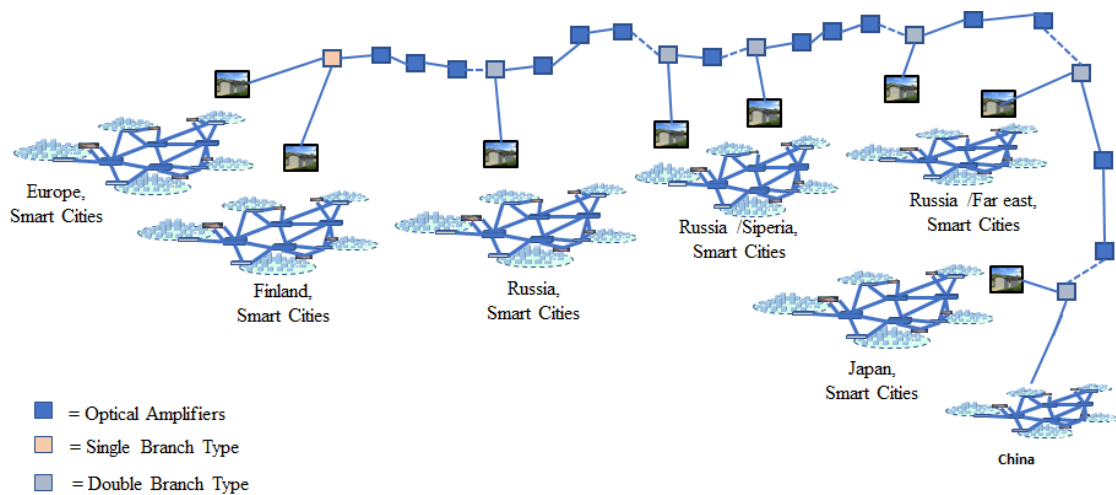 Europe,
Smart Cities
Finland,
Smart Cities
Russia,
Smart Cities
Russia /Siperia,
Smart Cities
Russia /Far east,
Smart Cities
Japan,
Smart Cities
China
= Optical Amplifiers
= Single Branch Type
= Double Branch Type